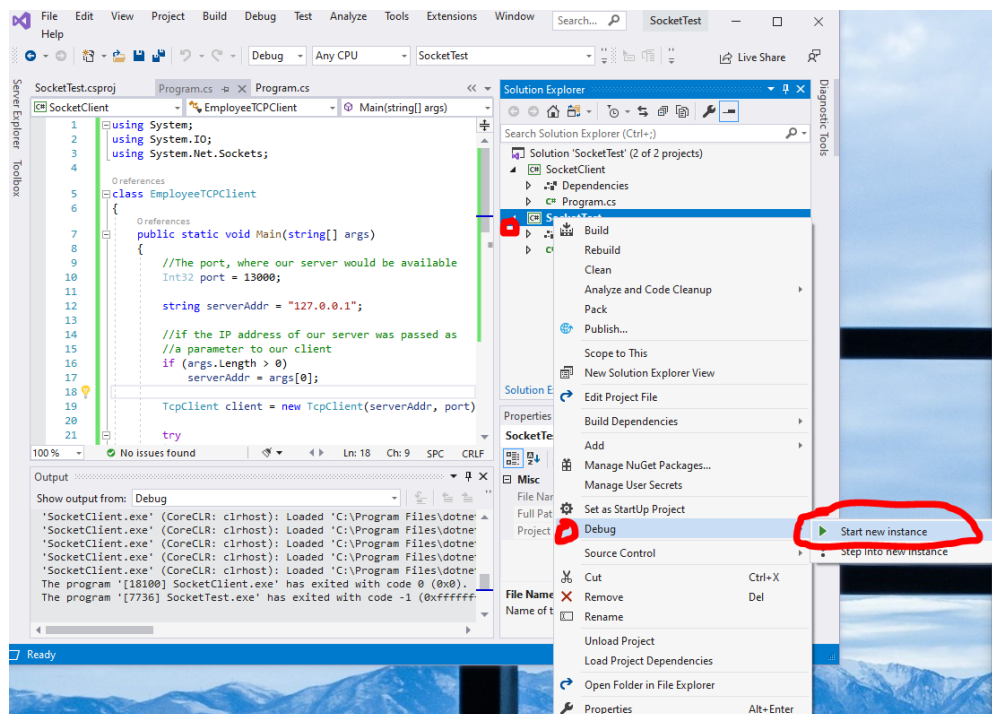 File Edit View Project Build Debug Test Analyze Tools Extensions Window Search... SocketTest
Help
Debug Any CPU SocketTest Live Share
Server Explorer
Toolbox
SocketTest.csproj Program.cs Program.cs
SocketClient EmployeeTCPClient Main(string[] args)
1 using System;
2 using System.IO;
3 using System.Net.Sockets;
4
0 references
5 class EmployeeTCPClient
6 {
0 references
7 public static void Main(string[] args)
8 {
9 //The port, where our server would be available
10 Int32 port = 13000;
11
12 string serverAddr = "127.0.0.1";
13
14 //if the IP address of our server was passed as
15 //a parameter to our client
16 if (args.Length > 0)
17 serverAddr = args[0];
18
19 TcpClient client = new TcpClient(serverAddr, port)
20
21 try
100 % No issues found Ln: 18 Ch: 9 SPC CRLF
Output
Show output from: Debug
'SocketClient.exe' (CoreCLR: clrhost): Loaded 'C:\Program Files\dotne
'SocketClient.exe' (CoreCLR: clrhost): Loaded 'C:\Program Files\dotne
'SocketClient.exe' (CoreCLR: clrhost): Loaded 'C:\Program Files\dotne
'SocketClient.exe' (CoreCLR: clrhost): Loaded 'C:\Program Files\dotne
'SocketClient.exe' (CoreCLR: clrhost): Loaded 'C:\Program Files\dotne
The program '[18100] SocketClient.exe' has exited with code 0 (0x0).
The program '[7736] SocketTest.exe' has exited with code -1 (0xffffff
Ready
Solution Explorer
Search Solution Explorer (Ctrl+;)
Solution 'SocketTest' (2 of 2 projects)
C# SocketClient
Dependencies
C# Program.cs
C# SocketTest
Solution E
Properties
SocketTe
Misc
File Nar
Full Pat
Project
File Name
Name of t
Diagnostic Tools
Build
Rebuild
Clean
Analyze and Code Cleanup
Pack
Publish...
Scope to This
New Solution Explorer View
Edit Project File
Build Dependencies
Add
Manage NuGet Packages...
Manage User Secrets
Set as StartUp Project
Debug
Source Control
Cut Ctrl+X
Remove Del
Rename
Unload Project
Load Project Dependencies
Open Folder in File Explorer
Properties Alt+Enter
Start new instance
Step Into new instance